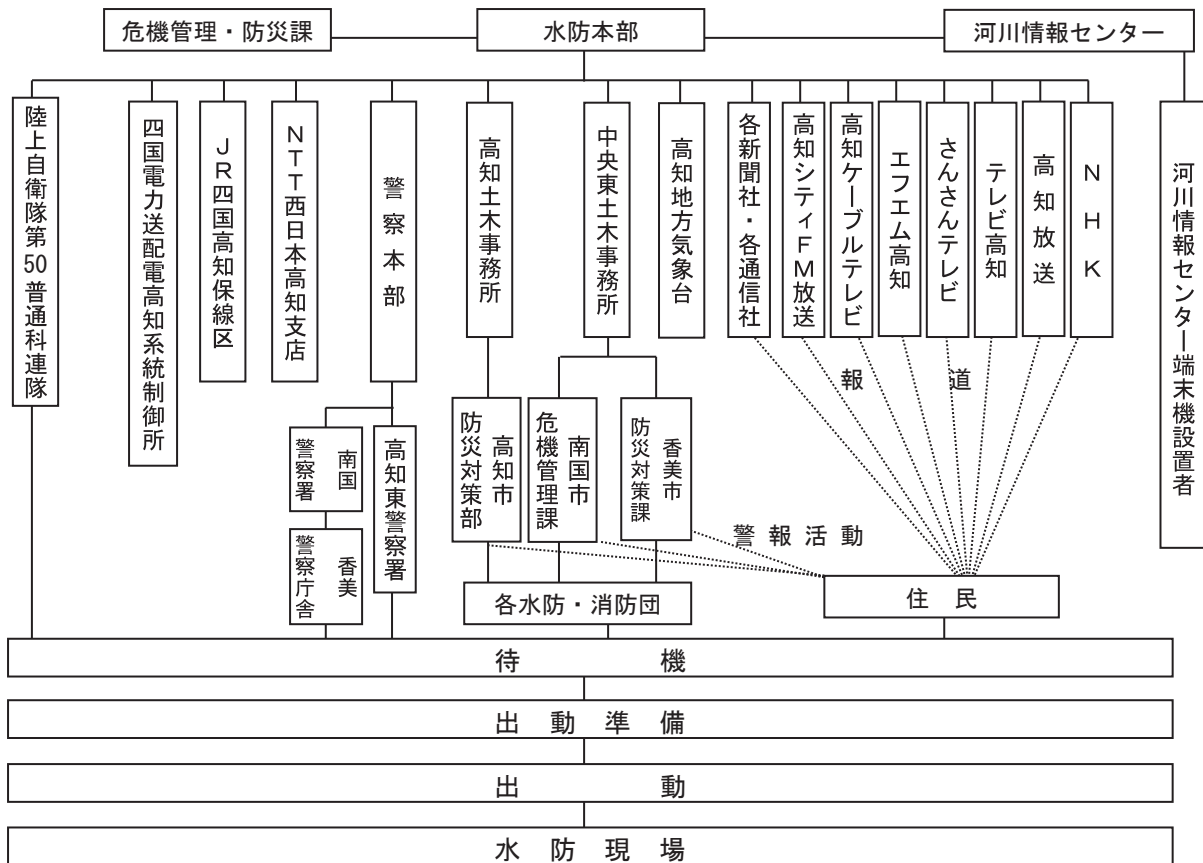 危機管理・防災課
水防本部
河川情報センター
陸上自衛隊第50普通科連隊
四国電力送配電高知系統制御所
ＪＲ四国高知保線区
ＮＴＴ西日本高知支店
警察本部
高知土木事務所
中央東土木事務所
高知地方気象台
各新聞社・各通信社
高知シティＦＭ放送
高知ケーブルテレビ
エフエム高知
さんさんテレビ
テレビ高知
高知放送
ＮＨＫ
河川情報センター端末機設置者
報道
南国
警察署
香美
警察庁舎
高知東警察署
高知市
防災対策部
南国市
危機管理課
香美市
防災対策課
警報活動
各水防・消防団
住民
待機
出動準備
出動
水防現場